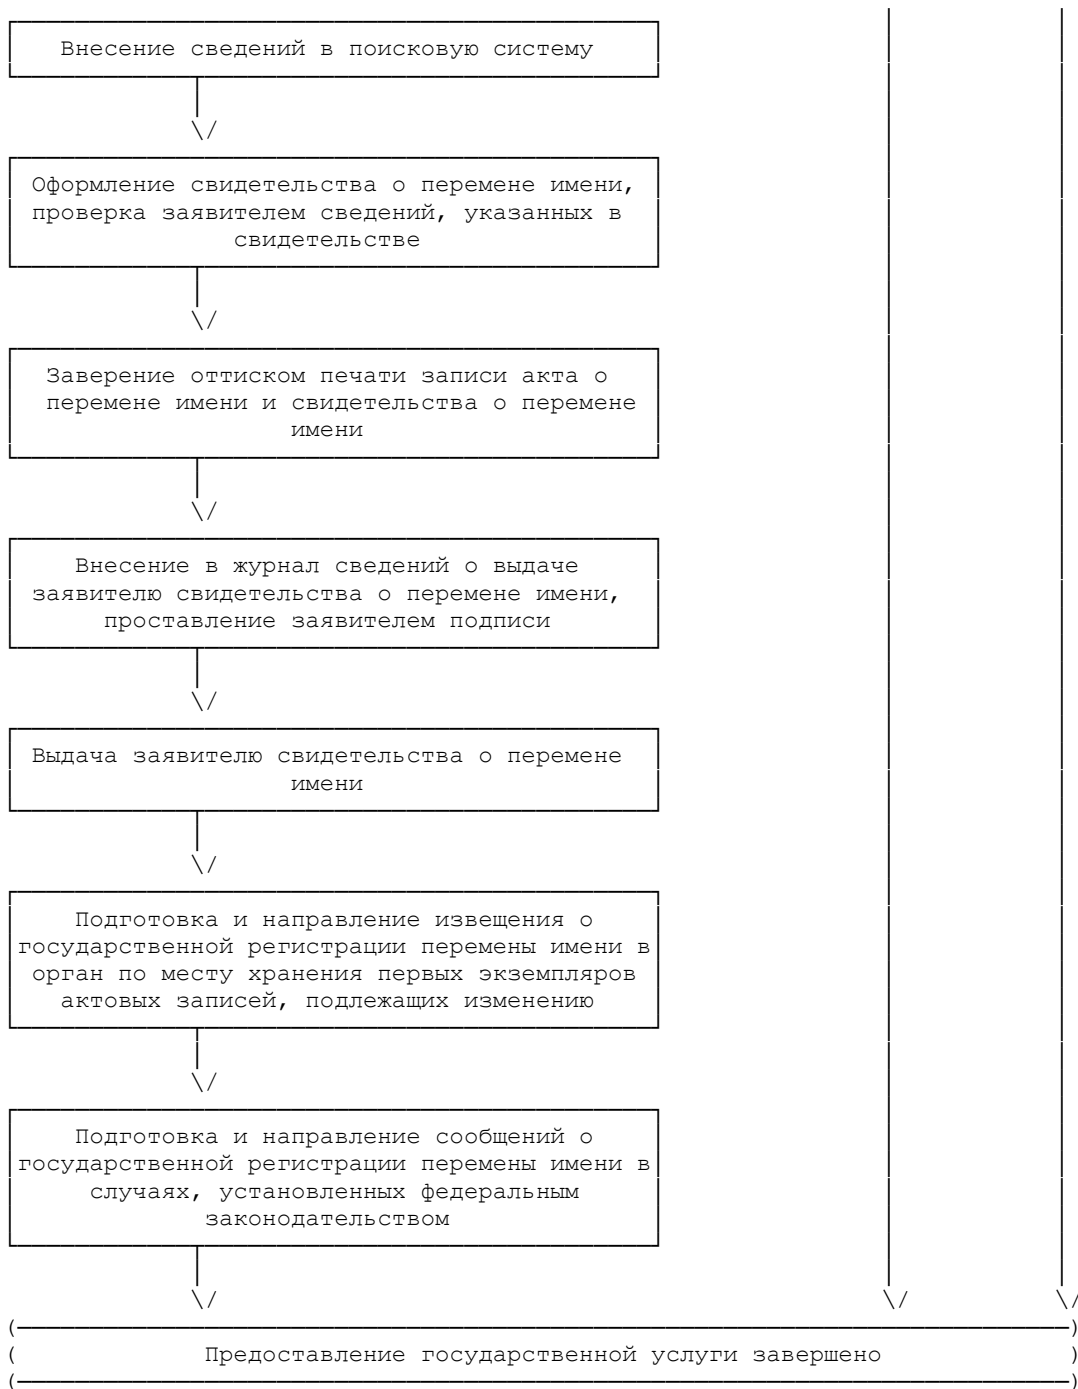 Внесение сведений в поисковую систему
Оформление свидетельства о перемене имени,
проверка заявителем сведений, указанных в
свидетельстве
Заверение оттиском печати записи акта о
перемене имени и свидетельства о перемене
имени
Внесение в журнал сведений о выдаче
заявителю свидетельства о перемене имени,
проставление заявителем подписи
Выдача заявителю свидетельства о перемене
имени
Подготовка и направление извещения о
государственной регистрации перемены имени в
орган по месту хранения первых экземпляров
актовых записей, подлежащих изменению
Подготовка и направление сообщений о
государственной регистрации перемены имени в
случаях, установленных федеральным
законодательством
Предоставление государственной услуги завершено